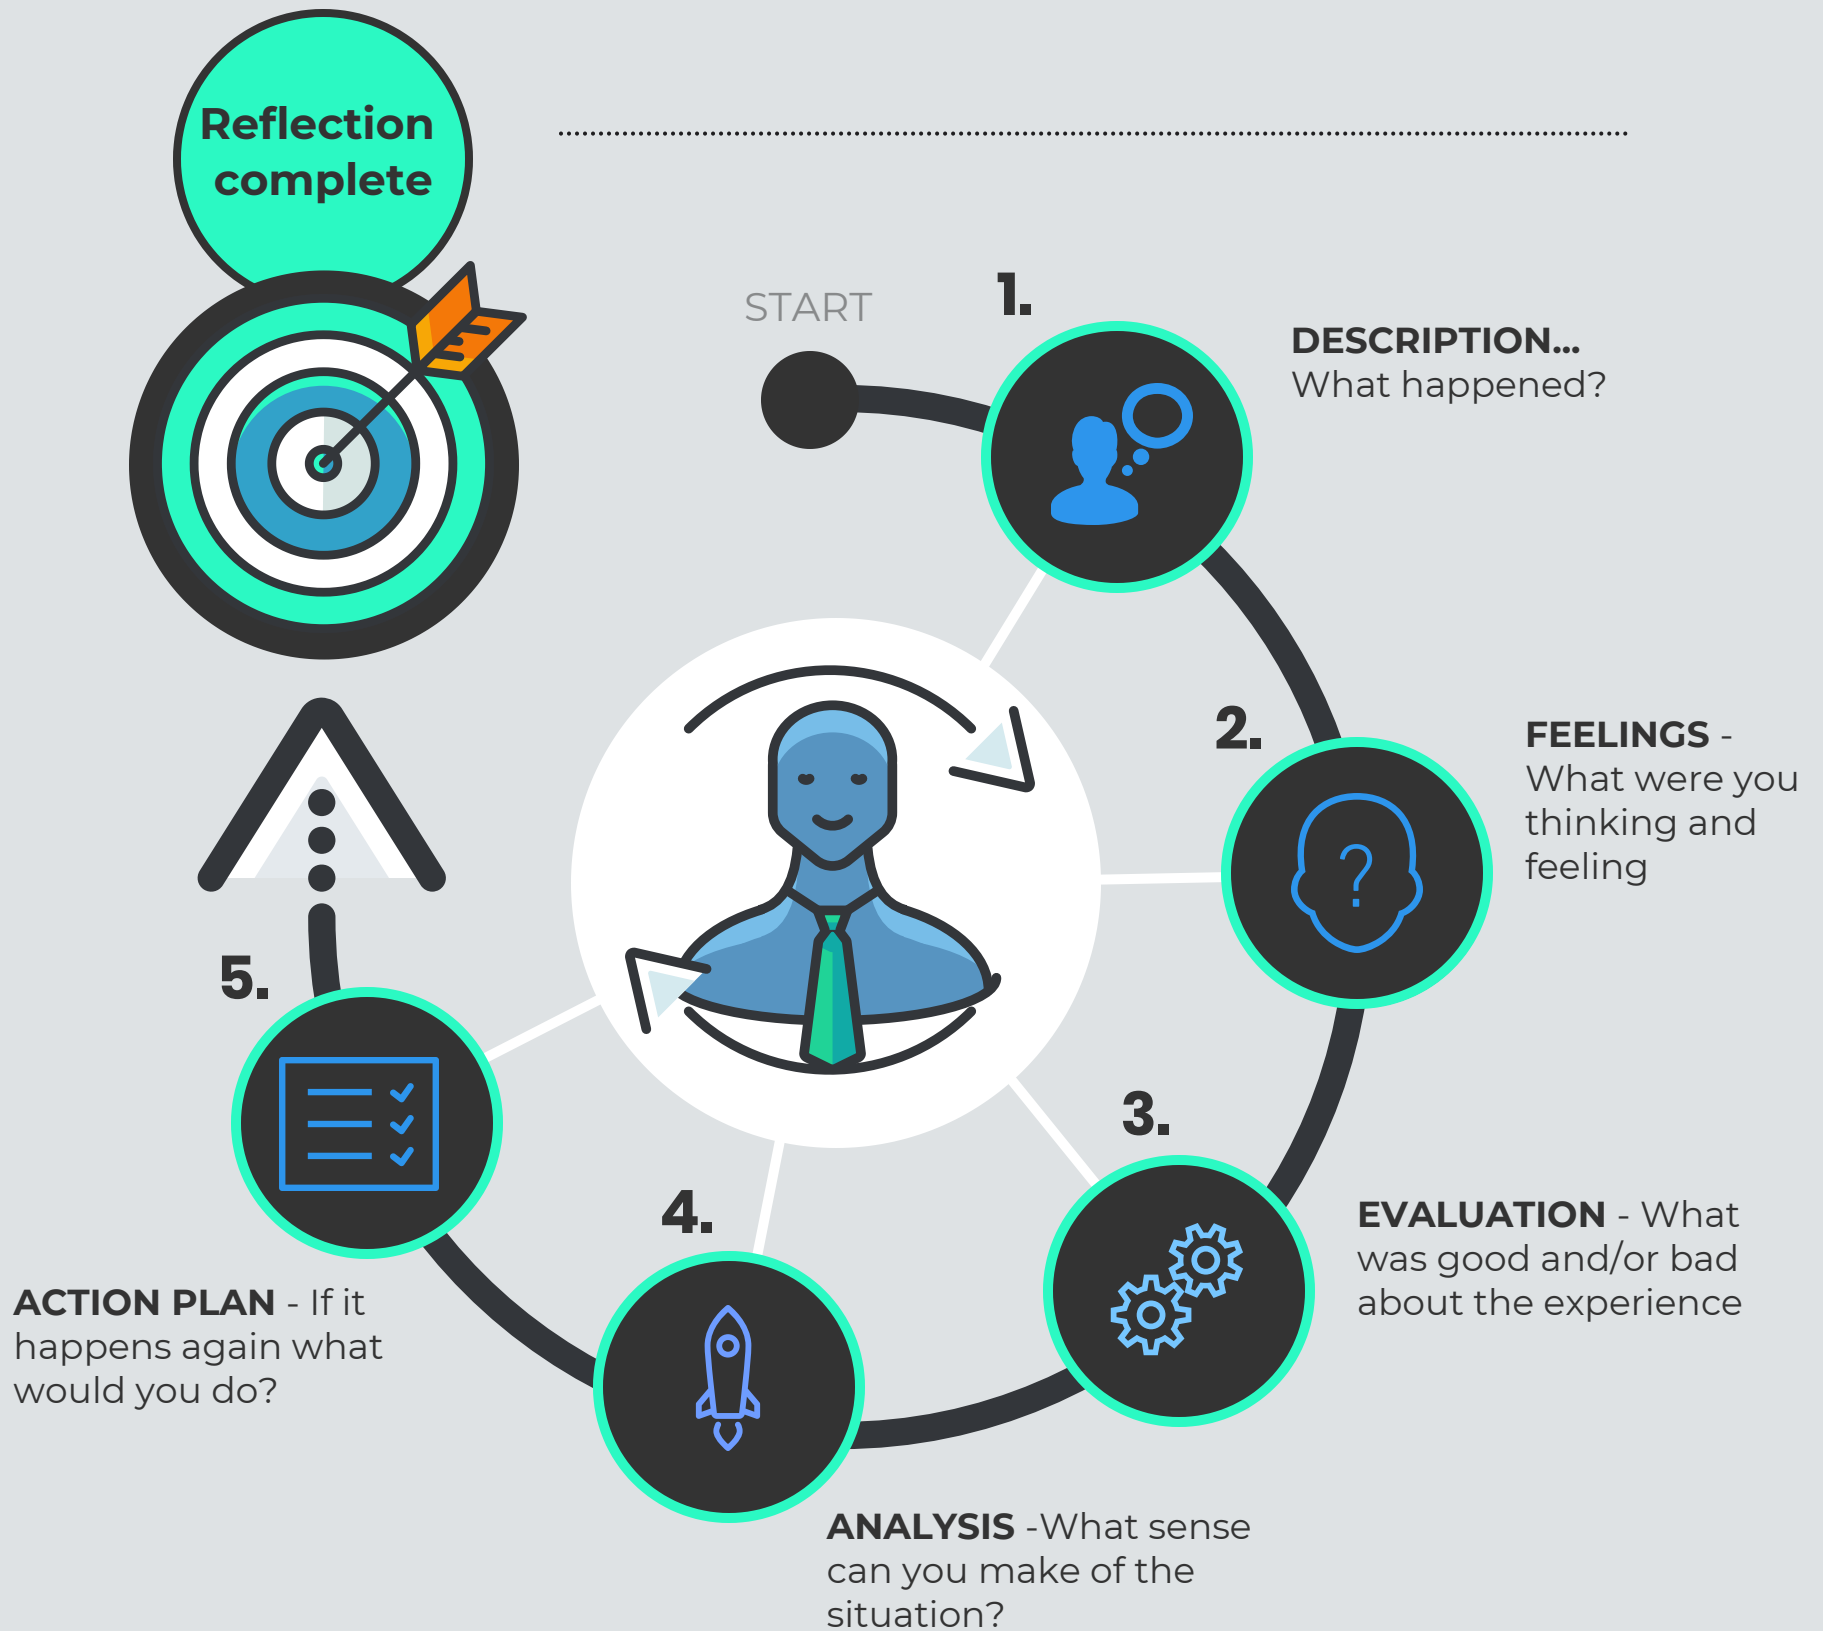 Reflection
complete
START
1.
DESCRIPTION...
What happened?
2.
FEELINGS -
What were you
thinking and
feeling
?
3.
EVALUATION - What
was good and/or bad
about the experience
4.
ANALYSIS -What sense
can you make of the
situation?
5.
ACTION PLAN - If it
happens again what
would you do?